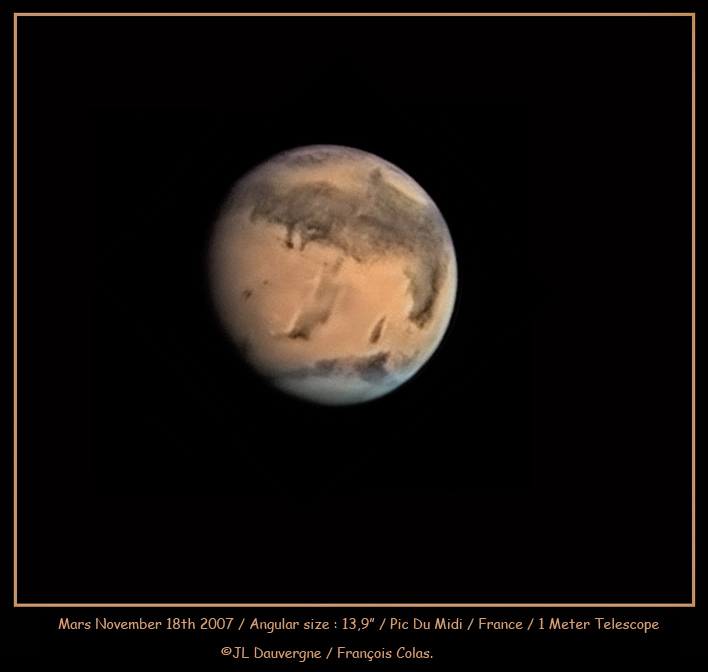 Mars November 18th 2007 / Angular size : 13,9" / Pic Du Midi / France / 1 Meter Telescope
©JL Dauvergne / François Colas.